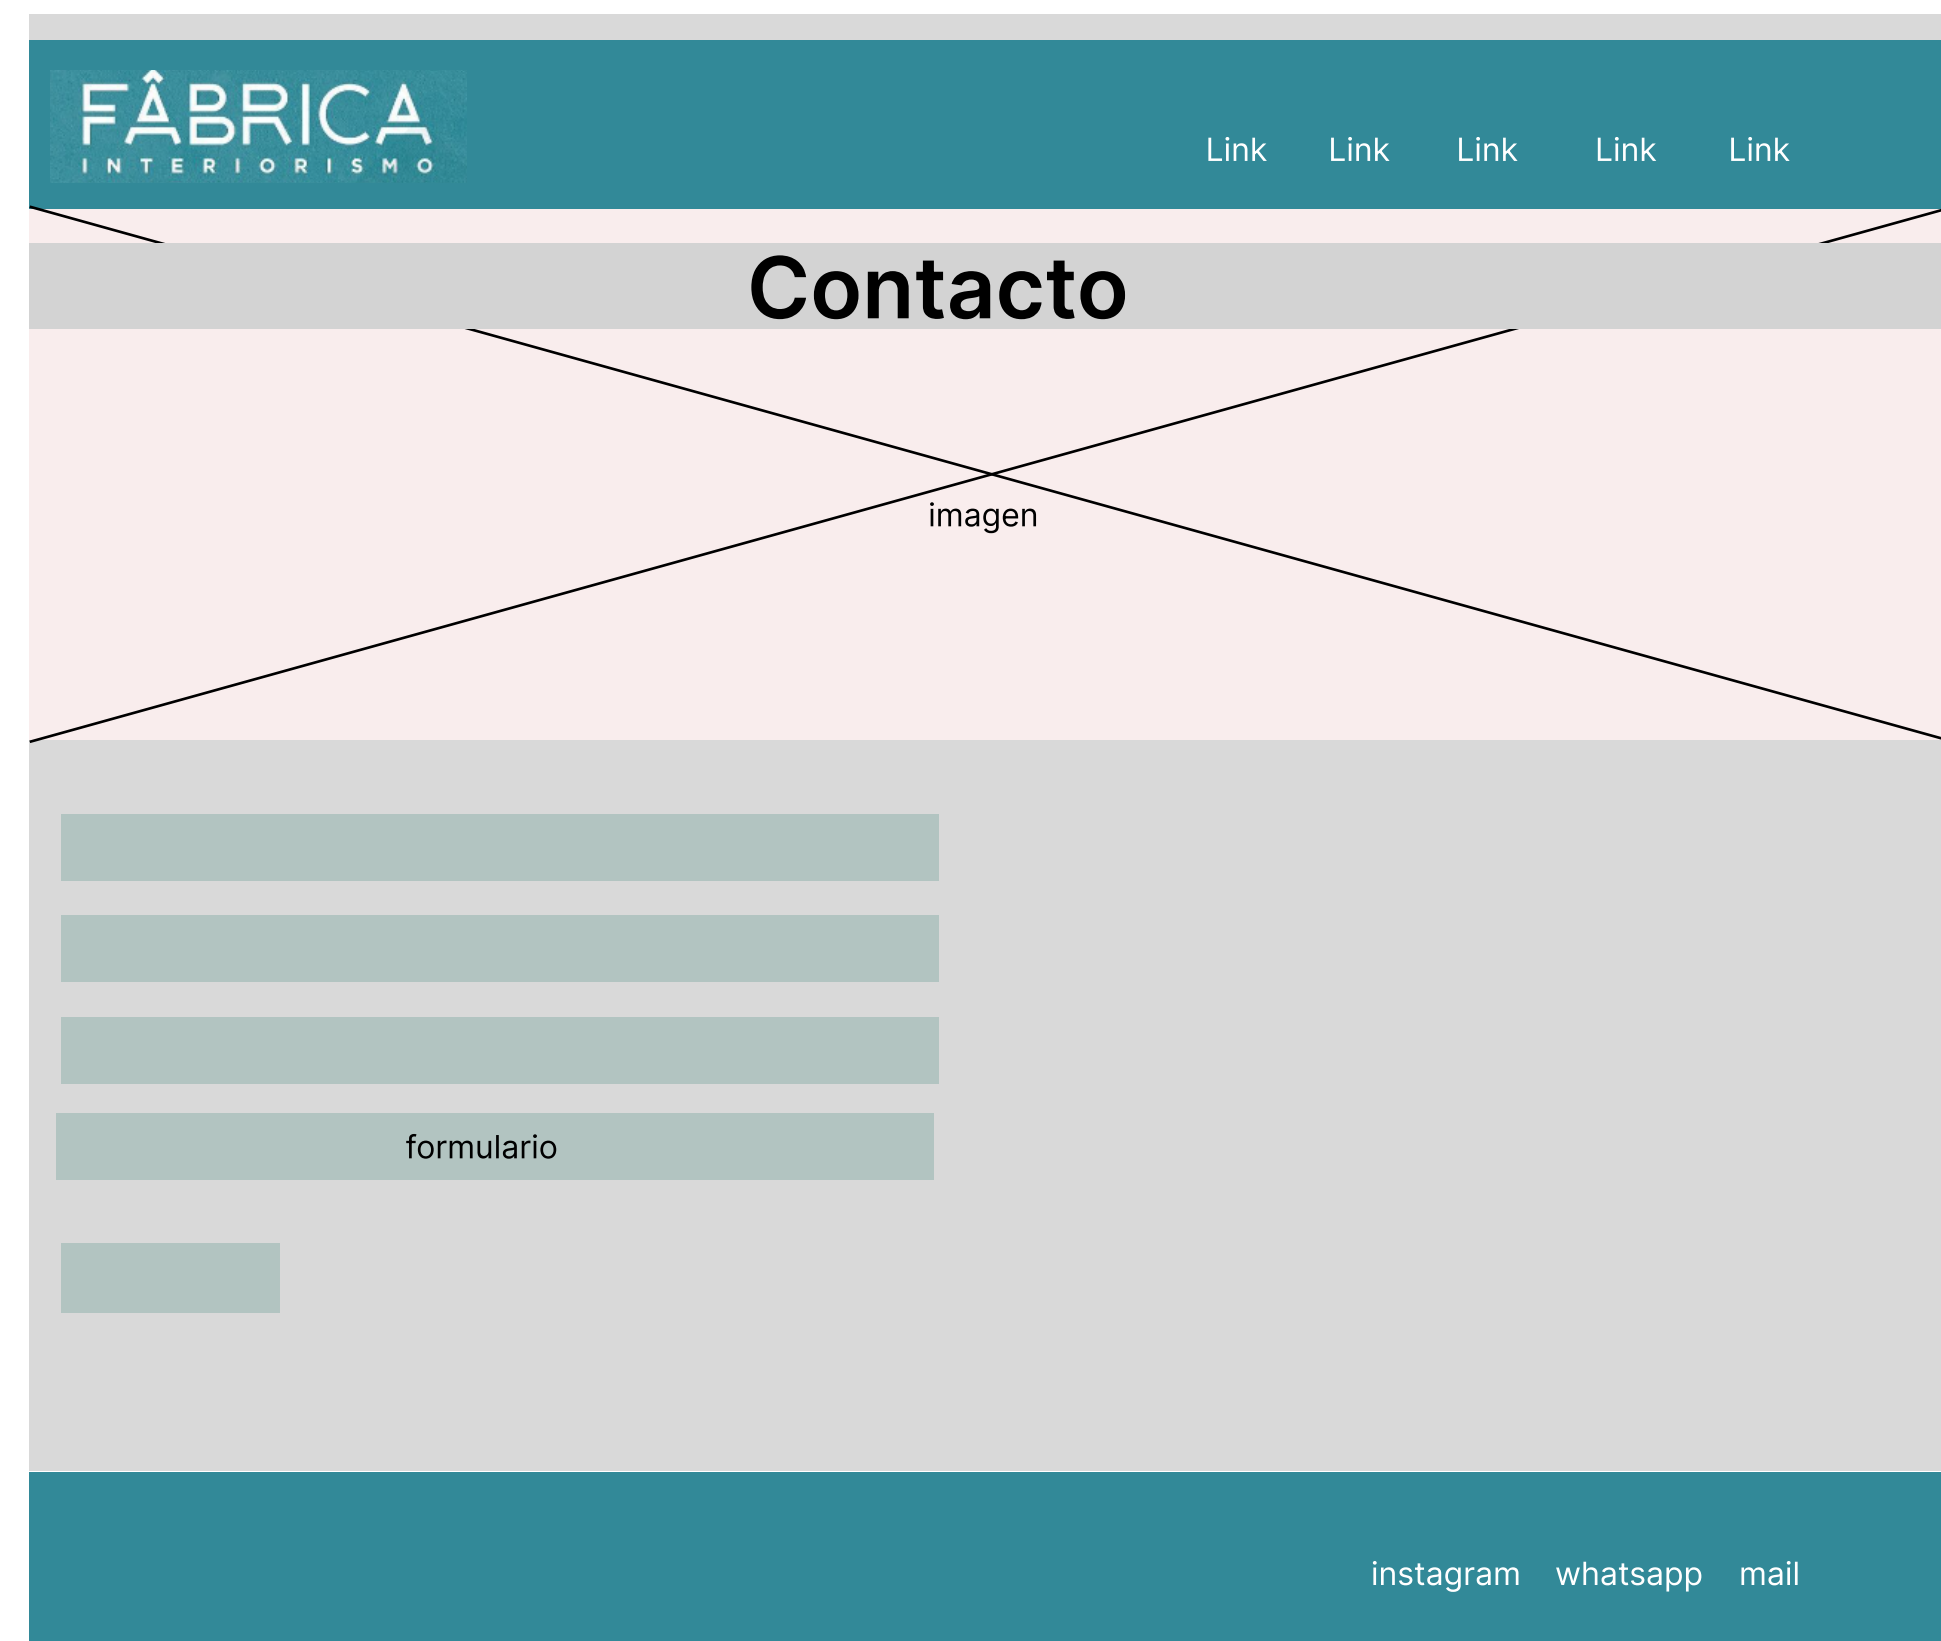 FÂBRICA
INTERIORISMO
Link Link Link Link Link
Contacto
imagen
formulario
instagram whatsapp mail